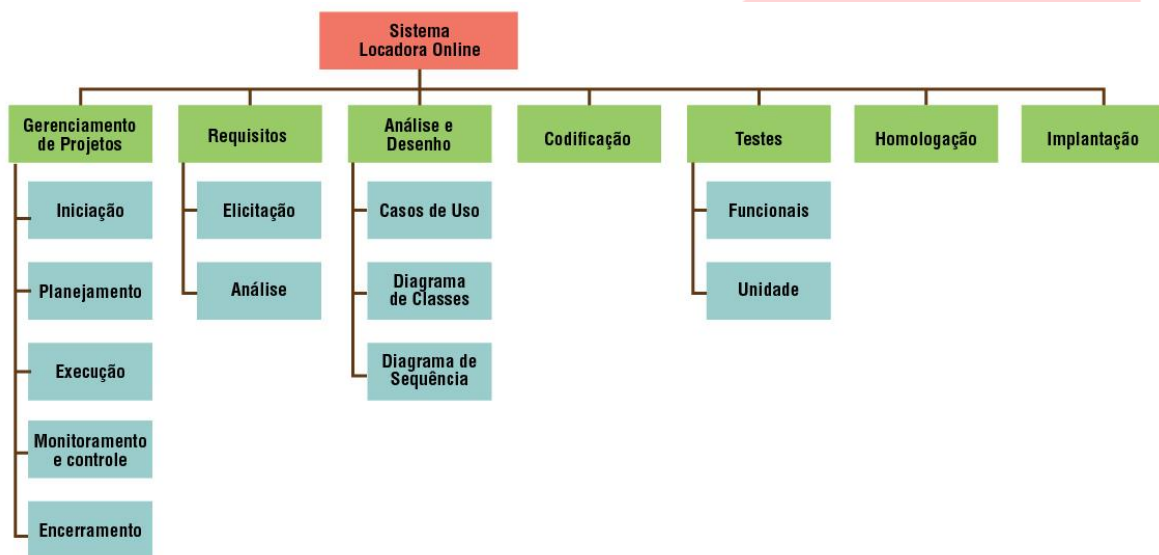 Sistema
Locadora Online
Gerenciamento
de Projetos
Requisitos
Análise e
Desenho
Codificação
Testes
Homologação
Implantação
Iniciação
Planejamento
Execução
Monitoramento
e controle
Encerramento
Elicitação
Análise
Casos de Uso
Diagrama
de Classes
Diagrama de
Sequência
Funcionais
Unidade